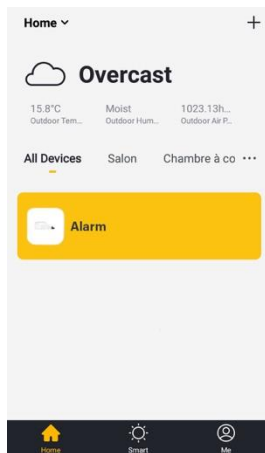 Home
Overcast
15.8°C Moist 1023.13h...
Outdoor Tem... Outdoor Hum... Outdoor Air P...
All Devices Salon Chambre à co ...
Alarm
Home Smart Me